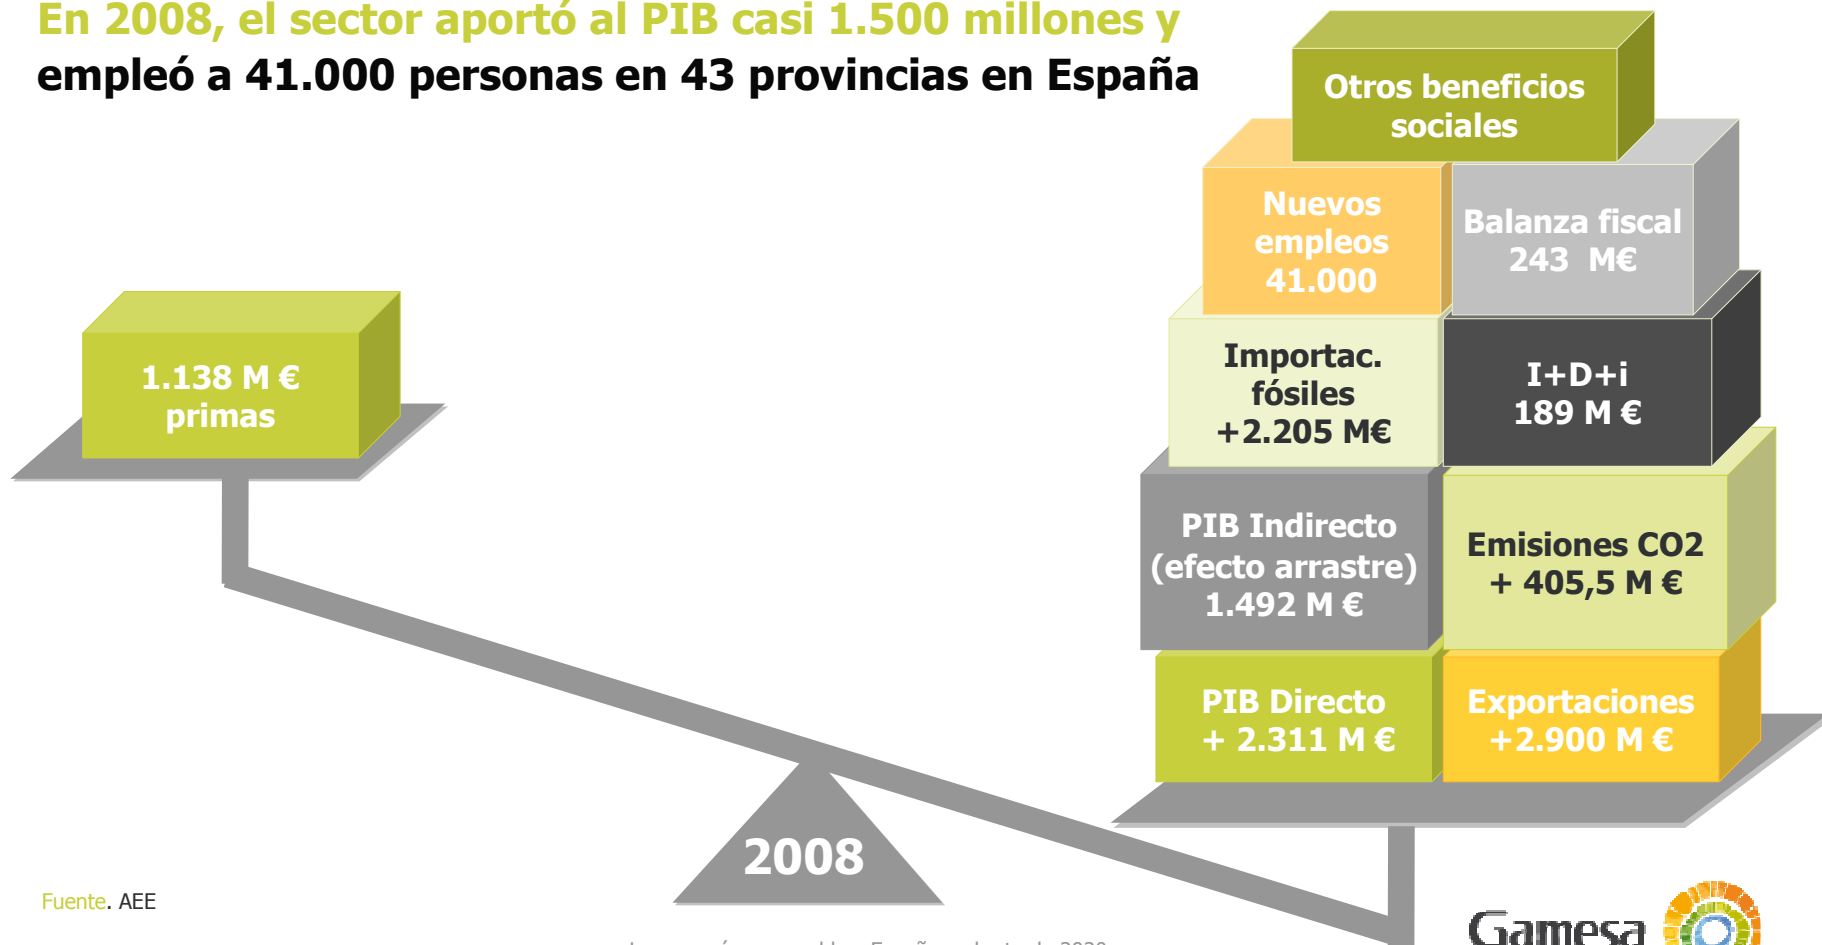 En 2008, el sector aportó al PIB casi 1.500 millones y
empleó a 41.000 personas en 43 provincias en España
Otros beneficios
sociales
Nuevos
empleos
41.000
Balanza fiscal
243 M€
Importac.
fósiles
+2.205 M€
I+D+i
189 M €
1.138 M €
primas
PIB Indirecto
(efecto arrastre)
1.492 M €
Emisiones CO2
+ 405,5 M €
PIB Directo
+ 2.311 M €
Exportaciones
+2.900 M €
2008
Fuente. AEE
Gamesa